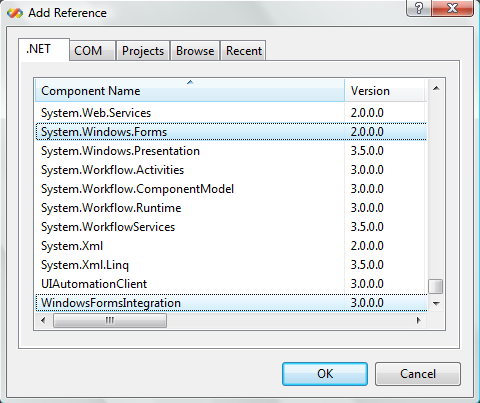 Add Reference
.NET COM Projects Browse Recent
Component Name Version
System.Web.Services 2.0.0.0
System.Windows.Forms 2.0.0.0
System.Windows.Presentation 3.5.0.0
System.Workflow.Activities 3.0.0.0
System.Workflow.ComponentModel 3.0.0.0
System.Workflow.Runtime 3.0.0.0
System.WorkflowServices 3.5.0.0
System.Xml 2.0.0.0
System.Xml.Linq 3.5.0.0
UIAutomationClient 3.0.0.0
WindowsFormsIntegration 3.0.0.0
OK Cancel